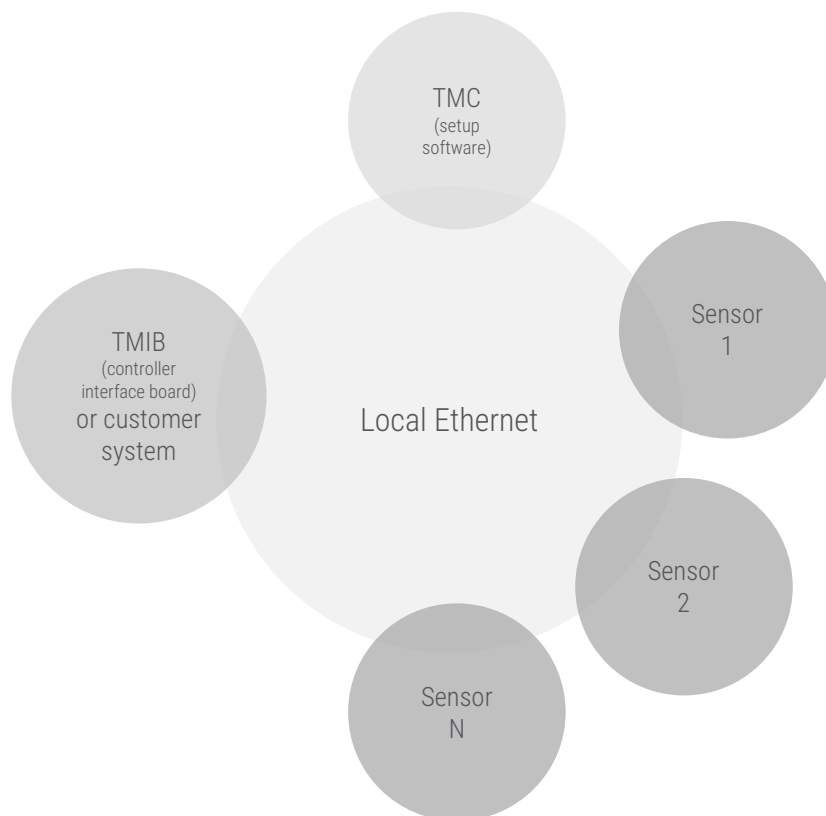 TMC
(setup
software)
Sensor
1
TMIB
(controller
interface board)
or customer
system
Local Ethernet
Sensor
2
Sensor
N